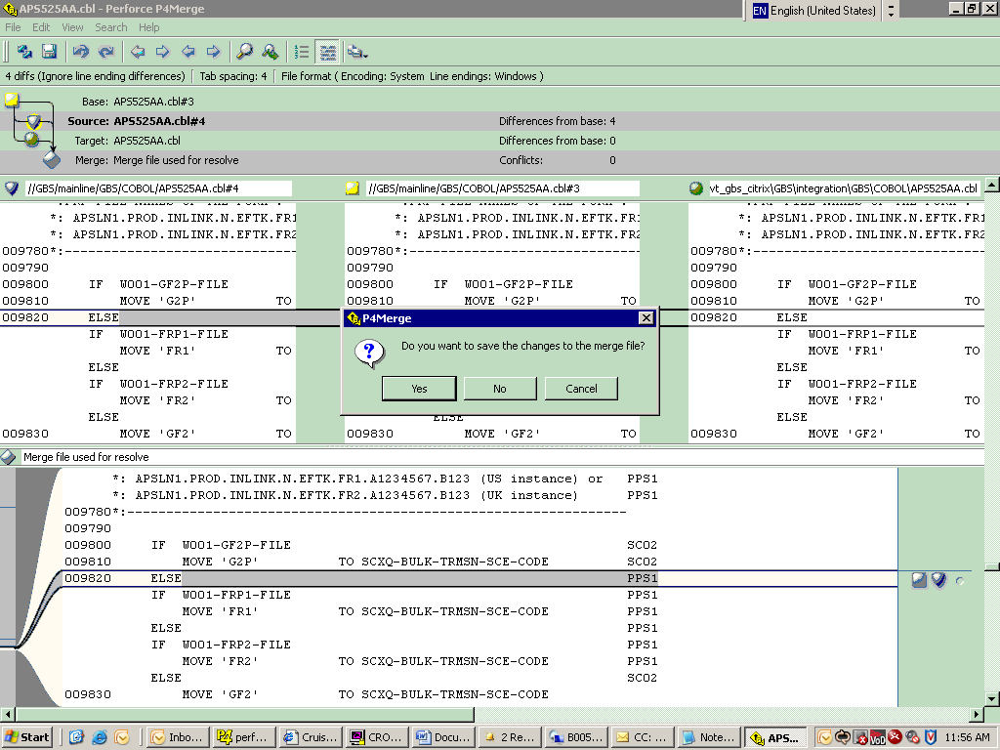 APS525AA.cbl - Perforce P4Merge
EN English (United States)
File Edit View Search Help
4 diffs (Ignore line ending differences) Tab spacing: 4 File format ( Encoding: System Line endings: Windows )
Base: APS525AA.cbl#3
Source: APS525AA.cbl#4 Differences from base: 4
Target: APS525AA.cbl Differences from base: 0
Merge: Merge file used for resolve Conflicts: 0
//GBS/mainline/GBS/COBOL/APS525AA.cbl#4
*: APSLN1.PROD.INLINK.N.EFTK.FR1
*: APSLN1.PROD.INLINK.N.EFTK.FR2
009780*:------------------------------
009790
009800 IF W001-GF2P-FILE
009810 MOVE 'G2P' TO
009820 ELSE
IF W001-FRP1-FILE
MOVE 'FR1' TO
ELSE
IF W001-FRP2-FILE
MOVE 'FR2' TO
ELSE
009830 MOVE 'GF2' TO
//GBS/mainline/GBS/COBOL/APS525AA.cbl#3
*: APSLN1.PROD.INLINK.N.EFTK.FR1
*: APSLN1.PROD.INLINK.N.EFTK.FR2
009780*:------------------------------
009790
009800 IF W001-GF2P-FILE
009810 MOVE 'G2P' TO
ELSE
009830 MOVE 'GF2' TO
vt_gbs_citrix\GBS\integration\GBS\COBOL\APS525AA.cbl
*: APSLN1.PROD.INLINK.N.EFTK.FR1
*: APSLN1.PROD.INLINK.N.EFTK.FR2
009780*:------------------------------
009790
009800 IF W001-GF2P-FILE
009810 MOVE 'G2P' TO
009820 ELSE
IF W001-FRP1-FILE
MOVE 'FR1' TO
ELSE
IF W001-FRP2-FILE
MOVE 'FR2' TO
ELSE
009830 MOVE 'GF2' TO
P4Merge
Do you want to save the changes to the merge file?
Yes No Cancel
Merge file used for resolve
*: APSLN1.PROD.INLINK.N.EFTK.FR1.A1234567.B123 (US instance) or PPS1
*: APSLN1.PROD.INLINK.N.EFTK.FR2.A1234567.B123 (UK instance) PPS1
009780*:----------------------------------------------------------------
009790
009800 IF W001-GF2P-FILE SC02
009810 MOVE 'G2P' TO SCXQ-BULK-TRMSN-SCE-CODE SC02
009820 ELSE PPS1
IF W001-FRP1-FILE PPS1
MOVE 'FR1' TO SCXQ-BULK-TRMSN-SCE-CODE PPS1
ELSE PPS1
IF W001-FRP2-FILE PPS1
MOVE 'FR2' TO SCXQ-BULK-TRMSN-SCE-CODE PPS1
ELSE SC02
009830 MOVE 'GF2' TO SCXQ-BULK-TRMSN-SCE-CODE
Start Inbo... perf... Cruis... CRO... Docu... 2 Re... B005... CC: ... Note... APS... VoD 11:56 AM